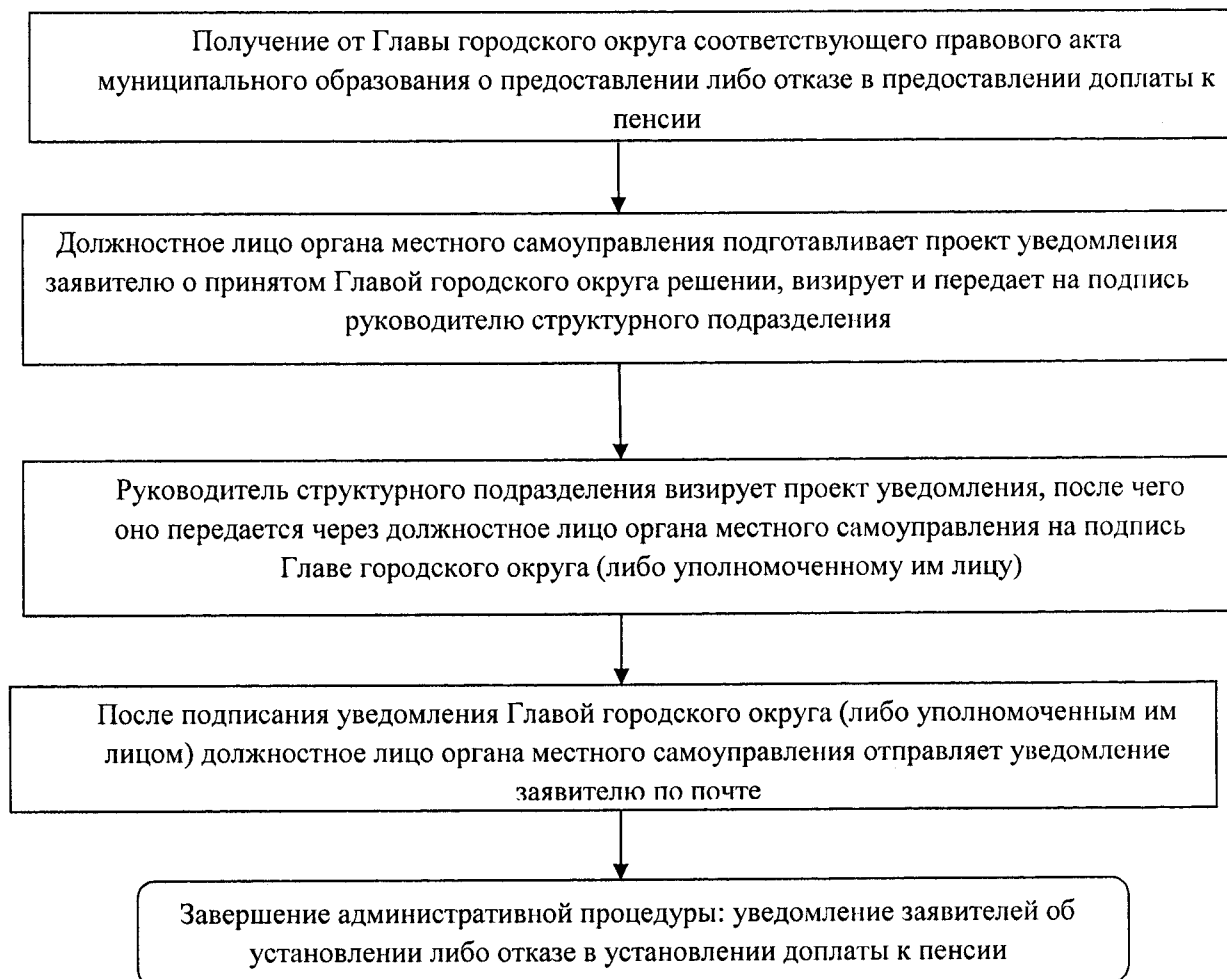 Получение от Главы городского округа соответствующего правового акта
муниципального образования о предоставлении либо отказе в предоставлении доплаты к
пенсии
Должностное лицо органа местного самоуправления подготавливает проект уведомления
заявителю о принятом Главой городского округа решении, визирует и передает на подпись
руководителю структурного подразделения
Руководитель структурного подразделения визирует проект уведомления, после чего
оно передается через должностное лицо органа местного самоуправления на подпись
Главе городского округа (либо уполномоченному им лицу)
После подписания уведомления Главой городского округа (либо уполномоченным им
лицом) должностное лицо органа местного самоуправления отправляет уведомление
заявителю по почте
Завершение административной процедуры: уведомление заявителей об
установлении либо отказе в установлении доплаты к пенсии